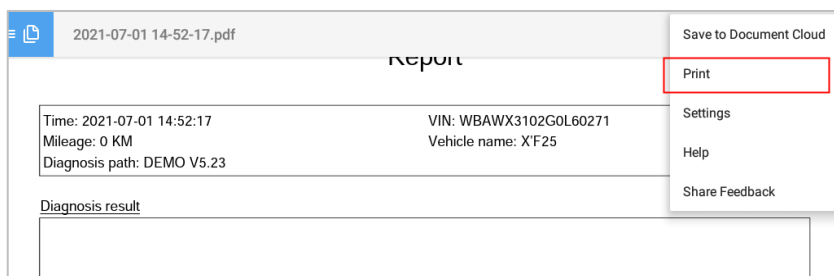 2021-07-01 14-52-17.pdf
Save to Document Cloud
Print
Settings
Help
Share Feedback
Report
Time: 2021-07-01 14:52:17
VIN: WBAWX3102G0L60271
Mileage: 0 KM
Vehicle name: X'F25
Diagnosis path: DEMO V5.23
Diagnosis result